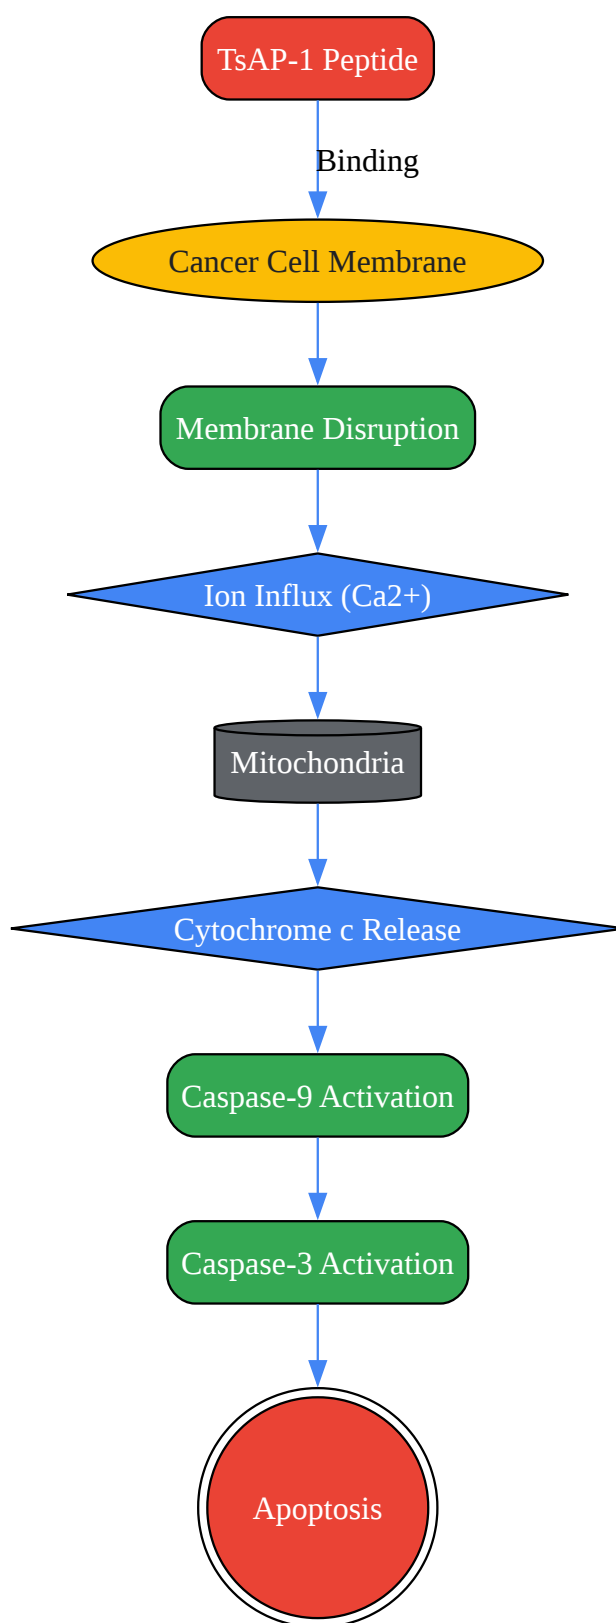 TsAP-1 Peptide
Binding
Cancer Cell Membrane
Membrane Disruption
Ion Influx (Ca2+)
Mitochondria
Cytochrome c Release
Caspase-9 Activation
Caspase-3 Activation
Apoptosis